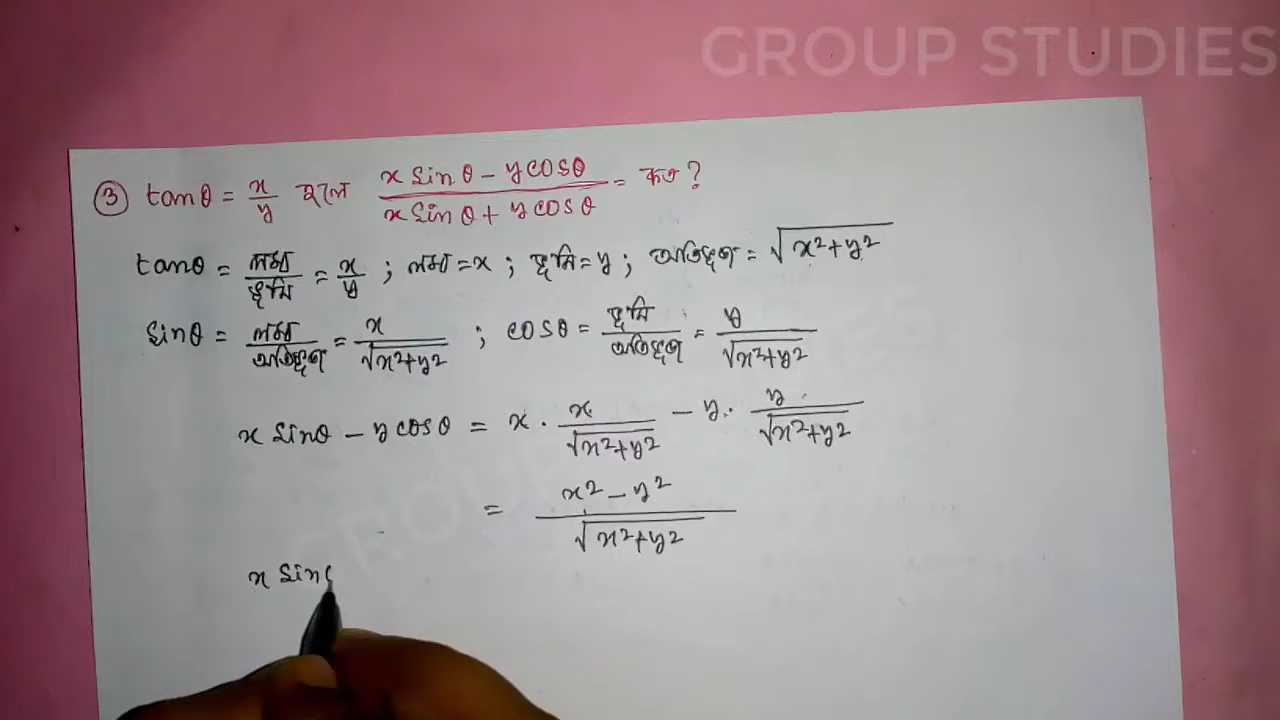 GROUP STUDIES
③ tanθ = x/y হলে (x sinθ - y cosθ)/(x sinθ + y cosθ) = কত?
tanθ = লম্ব/ভূমি = x/y ; লম্ব = x ; ভূমি = y ; অতিভুজ = √(x²+y²)
sinθ = লম্ব/অতিভুজ = x/√(x²+y²) ; cosθ = ভূমি/অতিভুজ = y/√(x²+y²)
x sinθ - y cosθ = x · x/√(x²+y²) - y · y/√(x²+y²)
= (x² - y²)/√(x²+y²)
x sin